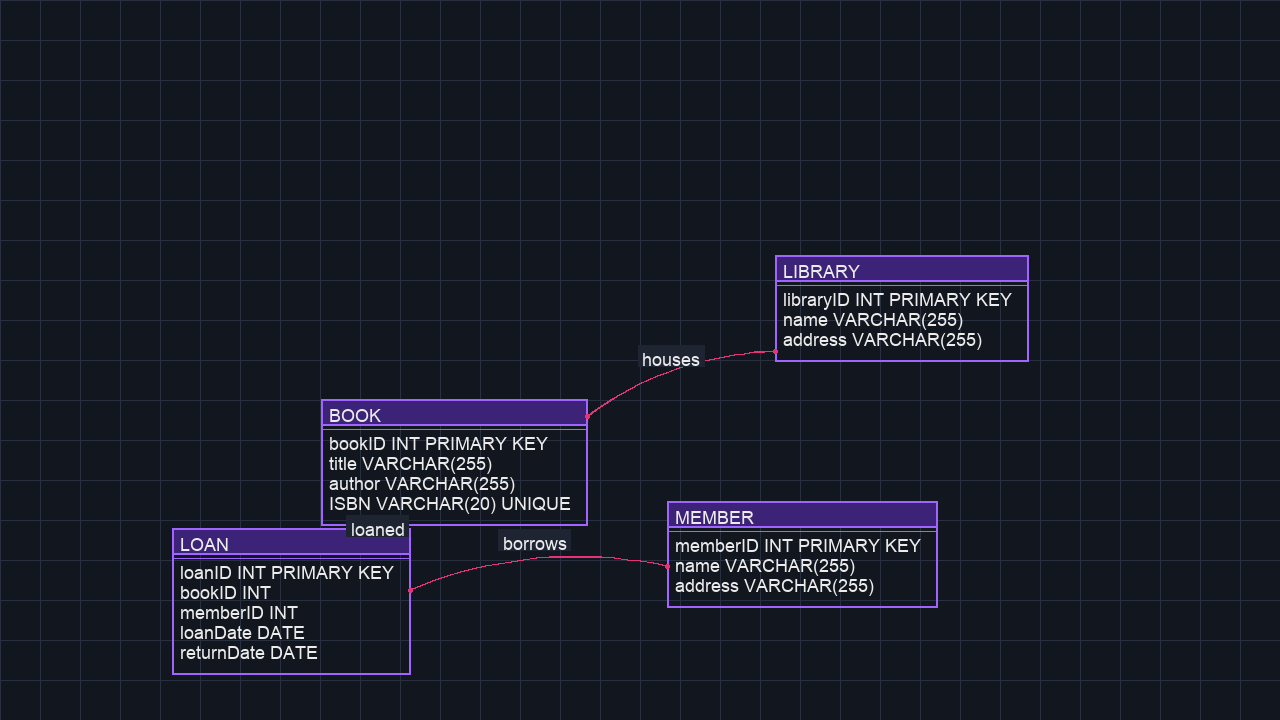 LIBRARY
libraryID INT PRIMARY KEY
name VARCHAR(255)
address VARCHAR(255)
houses
BOOK
bookID INT PRIMARY KEY
title VARCHAR(255)
author VARCHAR(255)
ISBN VARCHAR(20) UNIQUE
loaned
LOAN
loanID INT PRIMARY KEY
bookID INT
memberID INT
loanDate DATE
returnDate DATE
borrows
MEMBER
memberID INT PRIMARY KEY
name VARCHAR(255)
address VARCHAR(255)